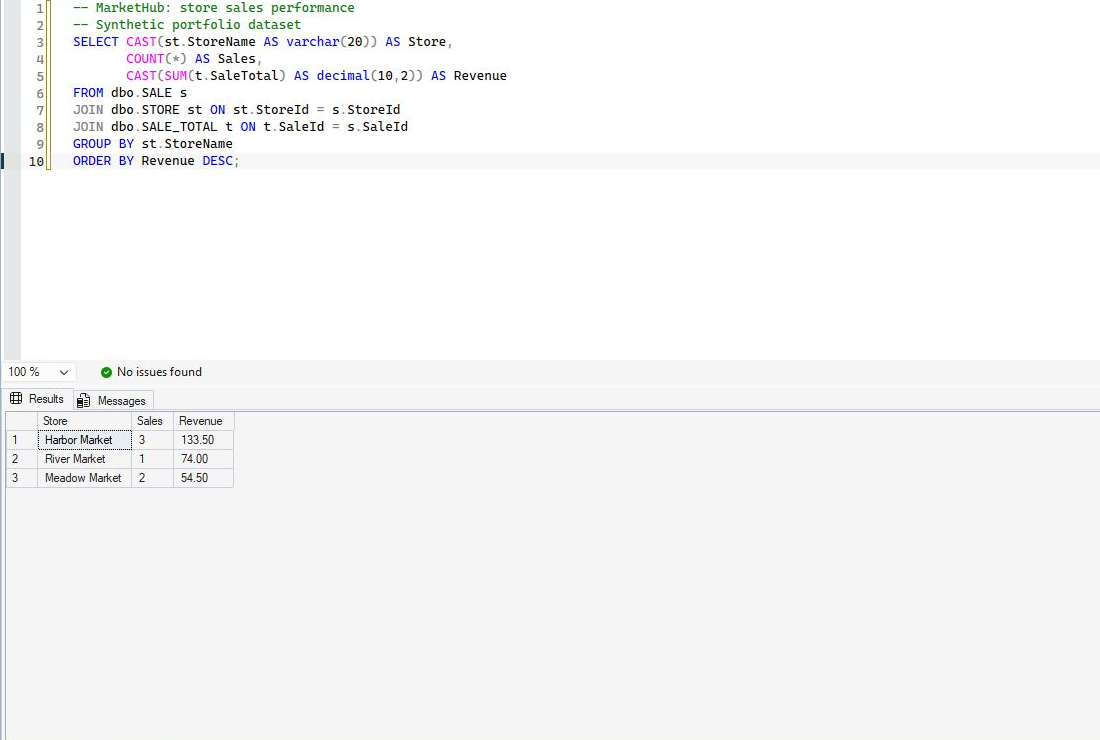 1 -- MarketHub: store sales performance
2 -- Synthetic portfolio dataset
3 SELECT CAST(st.StoreName AS varchar(20)) AS Store,
4 COUNT(*) AS Sales,
5 CAST(SUM(t.SaleTotal) AS decimal(10,2)) AS Revenue
6 FROM dbo.SALE s
7 JOIN dbo.STORE st ON st.StoreId = s.StoreId
8 JOIN dbo.SALE_TOTAL t ON t.SaleId = s.SaleId
9 GROUP BY st.StoreName
10 ORDER BY Revenue DESC;
100 % No issues found
Results Messages
Store Sales Revenue
1 Harbor Market 3 133.50
2 River Market 1 74.00
3 Meadow Market 2 54.50